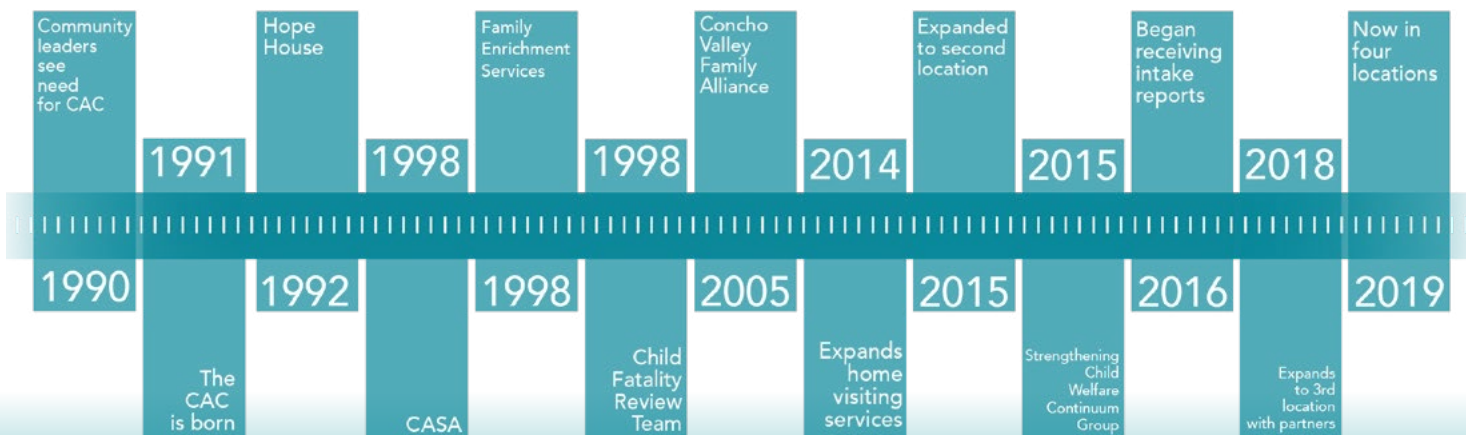 Community
leaders
see
need
for CAC
1990
1991
The
CAC
is born
Hope
House
1992
1998
CASA
Family
Enrichment
Services
1998
1998
Child
Fatality
Review
Team
Concho
Valley
Family
Alliance
2005
2014
Expands
home
visiting
services
Expanded
to second
location
2015
2015
Strengthening
Child
Welfare
Continuum
Group
Began
receiving
intake
reports
2016
2018
Expands
to 3rd
location
with partners
Now in
four
locations
2019